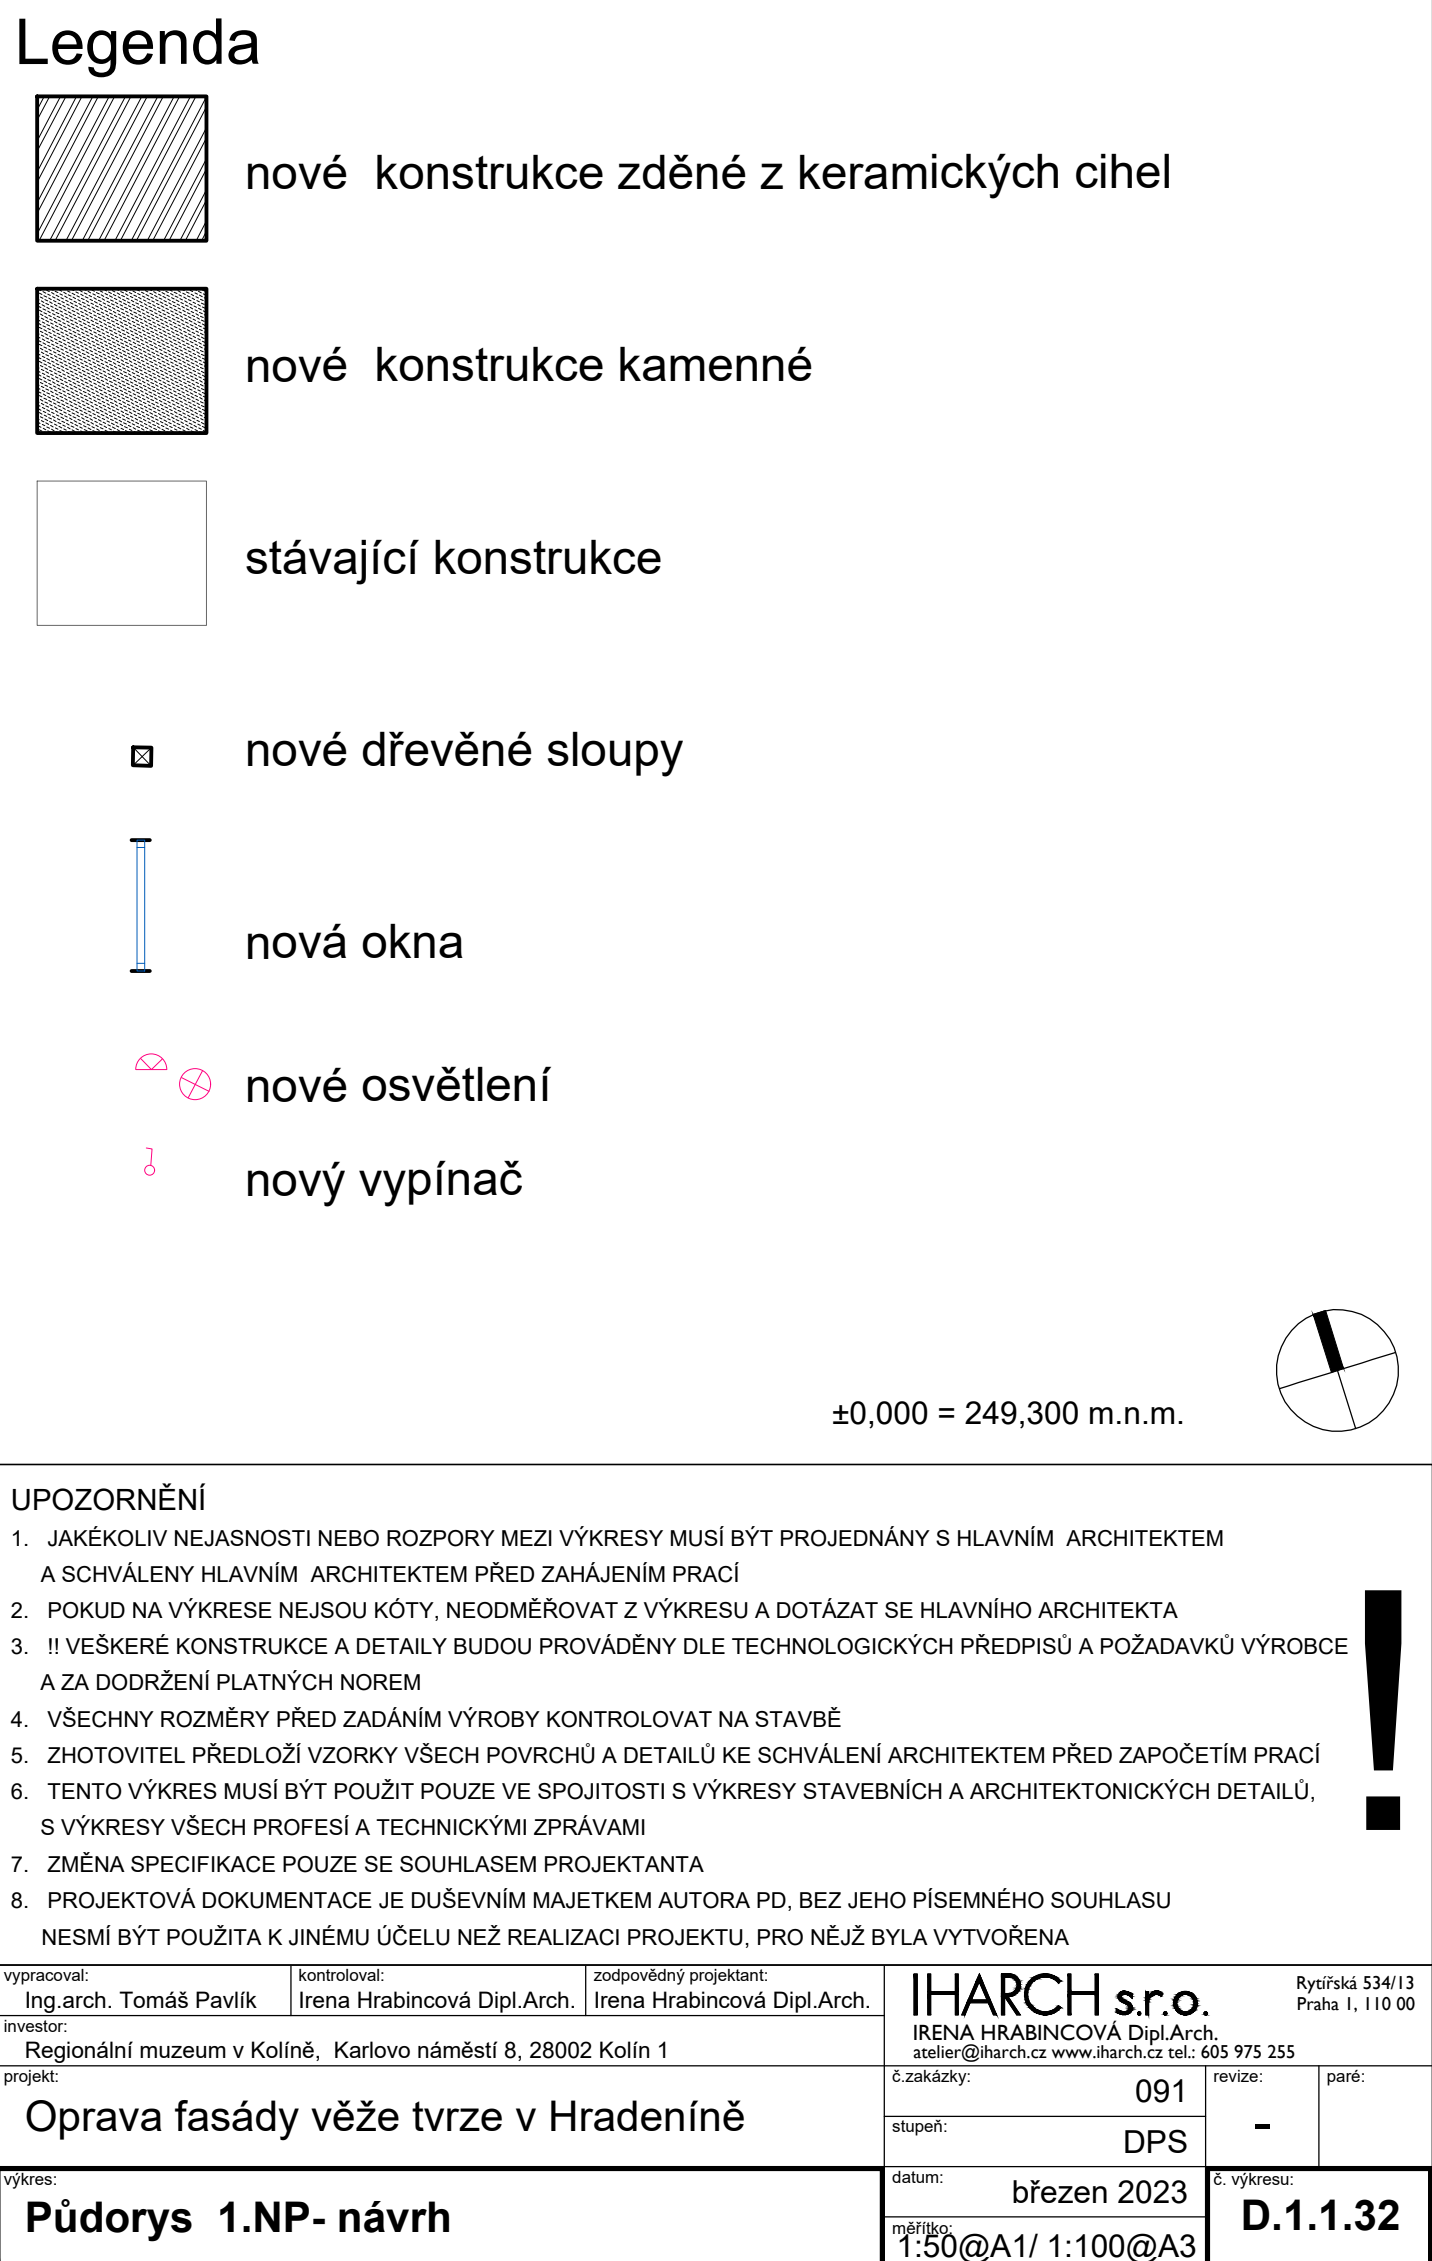 Legenda
nové  konstrukce zděné z keramických cihel
nové  konstrukce kamenné
stávající konstrukce
nové dřevěné sloupy
nová okna
nové osvětlení
nový vypínač
±0,000 = 249,300 m.n.m.
UPOZORNĚNÍ
1. JAKÉKOLIV NEJASNOSTI NEBO ROZPORY MEZI VÝKRESY MUSÍ BÝT PROJEDNÁNY S HLAVNÍM  ARCHITEKTEM
A SCHVÁLENY HLAVNÍM  ARCHITEKTEM PŘED ZAHÁJENÍM PRACÍ
2. POKUD NA VÝKRESE NEJSOU KÓTY, NEODMĚŘOVAT Z VÝKRESU A DOTÁZAT SE HLAVNÍHO ARCHITEKTA
3. !! VEŠKERÉ KONSTRUKCE A DETAILY BUDOU PROVÁDĚNY DLE TECHNOLOGICKÝCH PŘEDPISŮ A POŽADAVKŮ VÝROBCE
A ZA DODRŽENÍ PLATNÝCH NOREM
4. VŠECHNY ROZMĚRY PŘED ZADÁNÍM VÝROBY KONTROLOVAT NA STAVBĚ
5. ZHOTOVITEL PŘEDLOŽÍ VZORKY VŠECH POVRCHŮ A DETAILŮ KE SCHVÁLENÍ ARCHITEKTEM PŘED ZAPOČETÍM PRACÍ
6. TENTO VÝKRES MUSÍ BÝT POUŽIT POUZE VE SPOJITOSTI S VÝKRESY STAVEBNÍCH A ARCHITEKTONICKÝCH DETAILŮ,
S VÝKRESY VŠECH PROFESÍ A TECHNICKÝMI ZPRÁVAMI
7. ZMĚNA SPECIFIKACE POUZE SE SOUHLASEM PROJEKTANTA
8. PROJEKTOVÁ DOKUMENTACE JE DUŠEVNÍM MAJETKEM AUTORA PD, BEZ JEHO PÍSEMNÉHO SOUHLASU
NESMÍ BÝT POUŽITA K JINÉMU ÚČELU NEŽ REALIZACI PROJEKTU, PRO NĚJŽ BYLA VYTVOŘENA
!
vypracoval:
Ing.arch. Tomáš Pavlík
kontroloval:
Irena Hrabincová Dipl.Arch.
zodpovědný projektant:
Irena Hrabincová Dipl.Arch.
IHARCH s.r.o.
Rytířská 534/13
Praha 1, 110 00
IRENA HRABINCOVÁ Dipl.Arch.
atelier@iharch.cz www.iharch.cz tel.: 605 975 255
investor:
Regionální muzeum v Kolíně,  Karlovo náměstí 8, 28002 Kolín 1
projekt:
Oprava fasády věže tvrze v Hradeníně
č.zakázky:
091
revize:
-
paré:
stupeň:
DPS
výkres:
Půdorys  1.NP- návrh
datum:
březen 2023
měřítko:
1:50@A1/ 1:100@A3
č. výkresu:
D.1.1.32